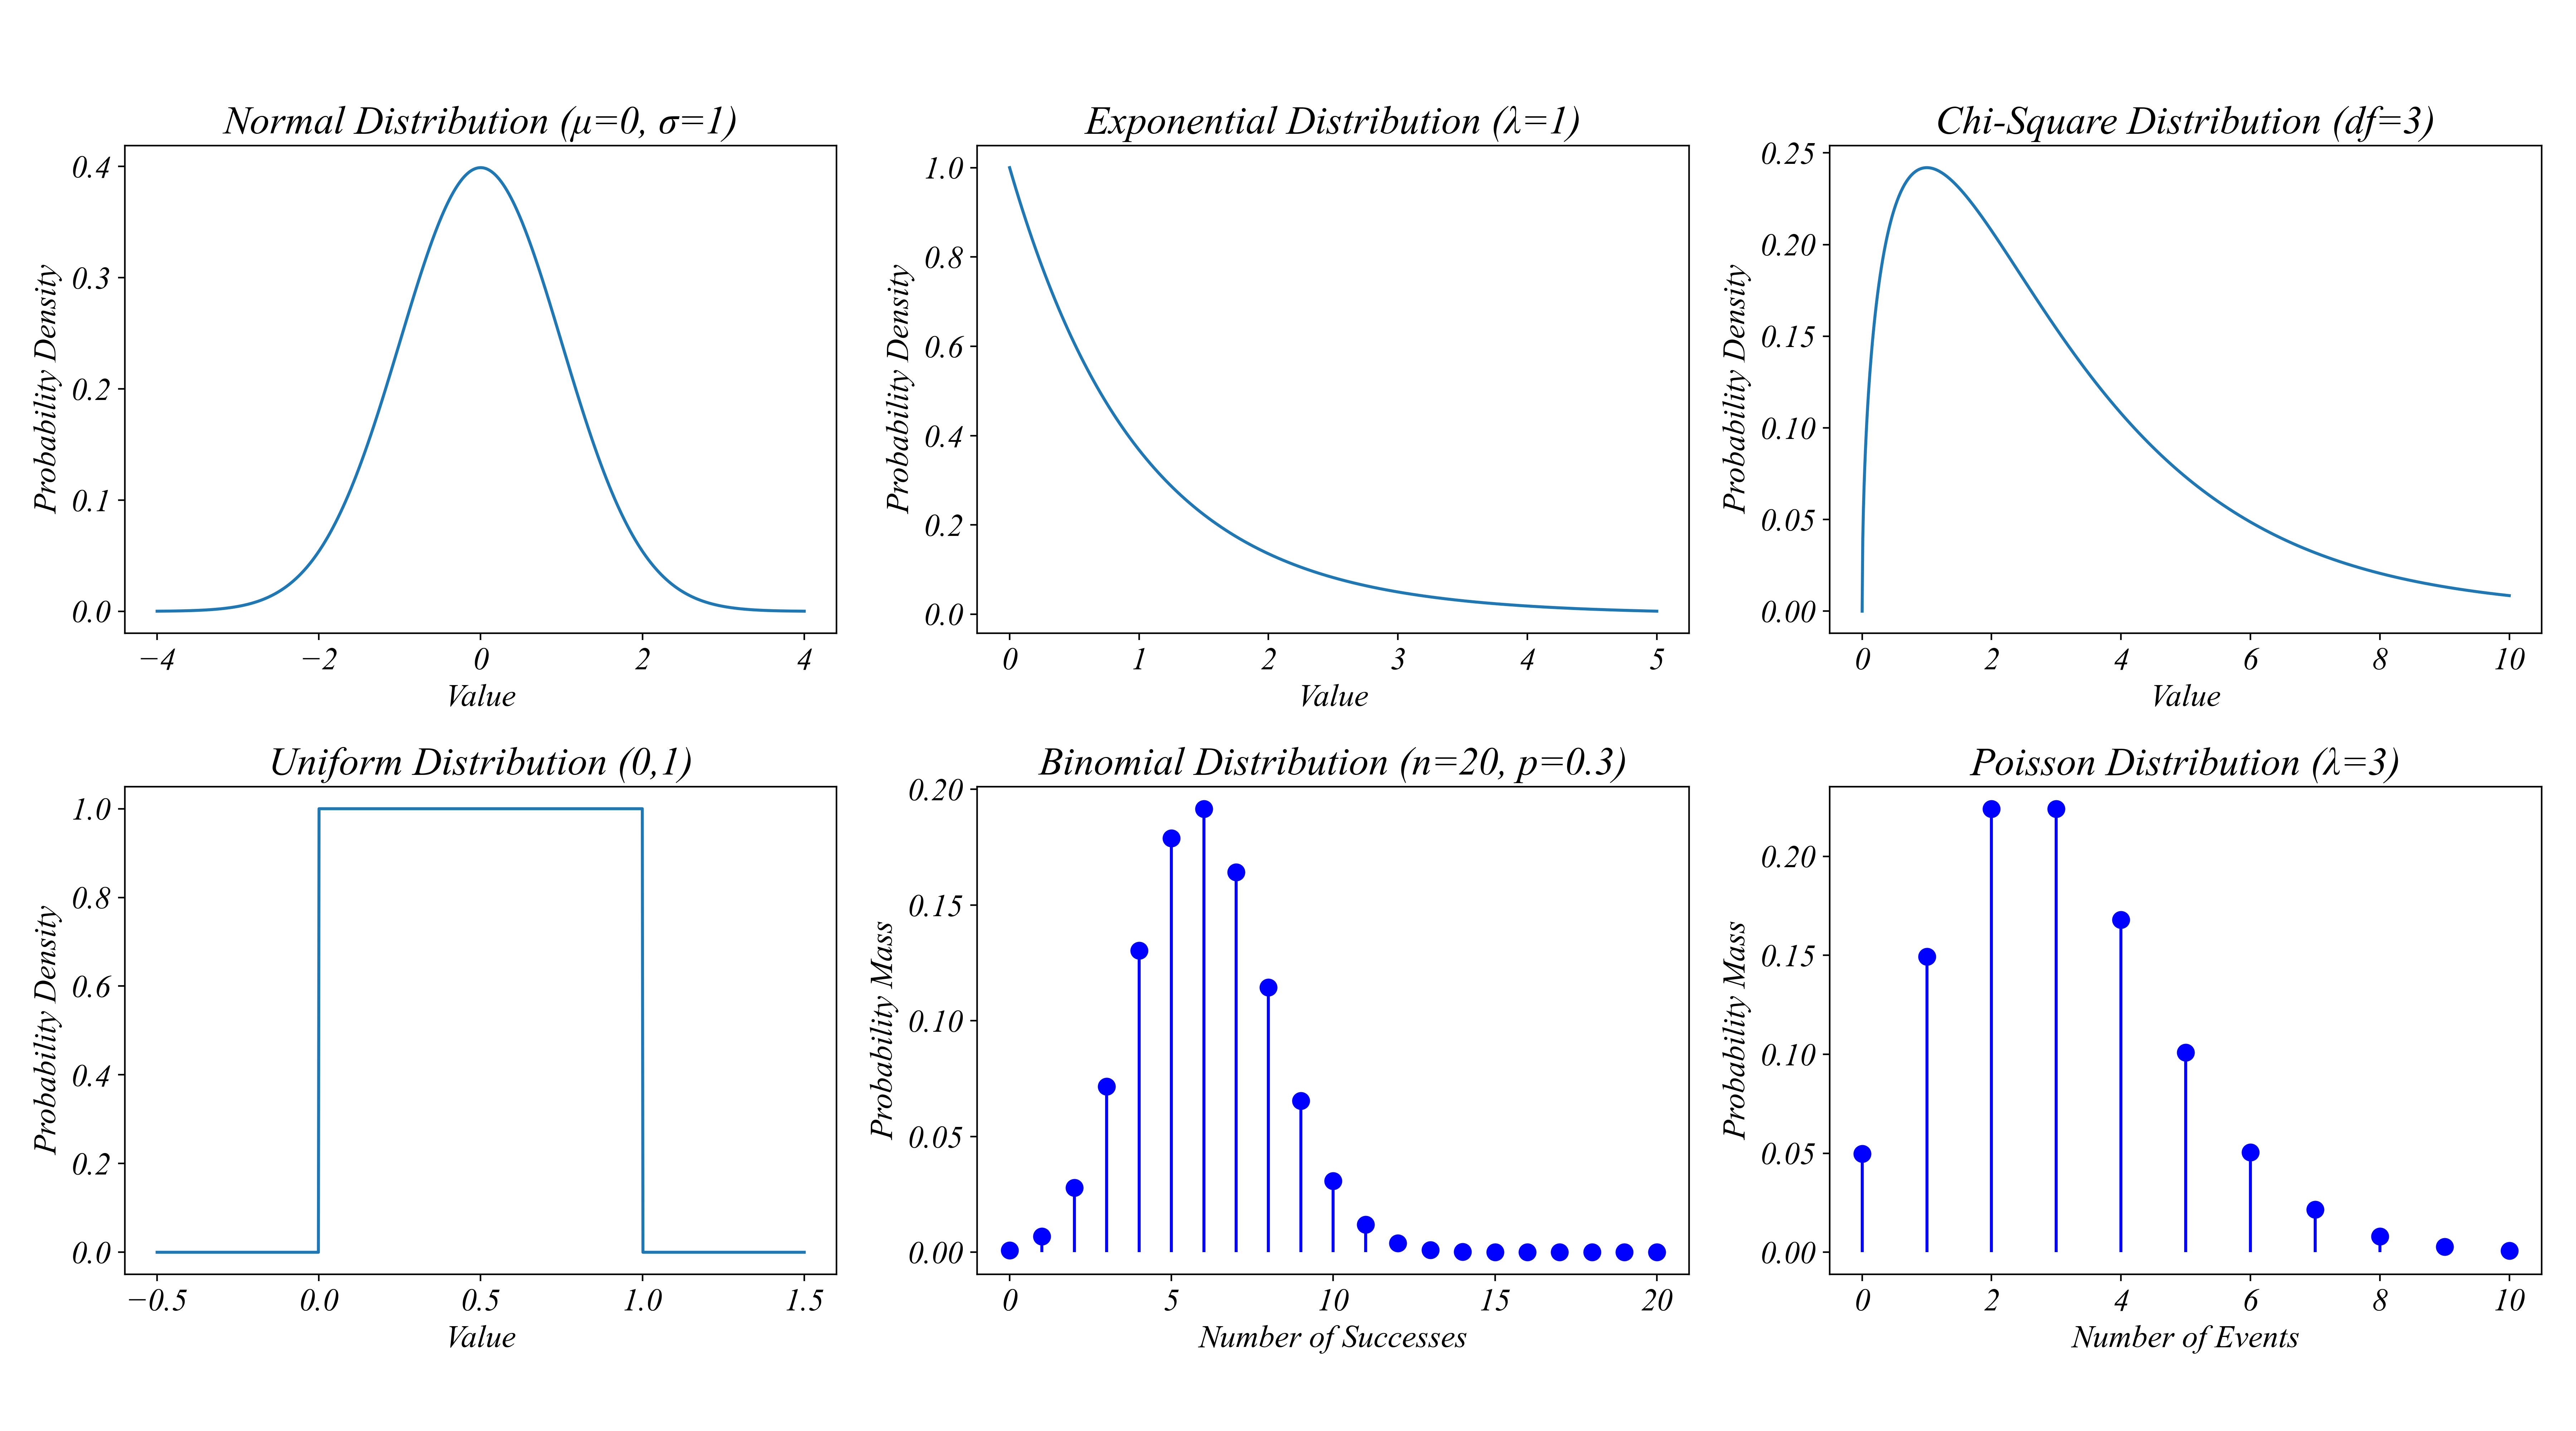 Normal Distribution (μ=0, σ=1)
Probability Density
0.4
0.3
0.2
0.1
0.0
−4 −2 0 2 4
Value
Exponential Distribution (λ=1)
Probability Density
1.0
0.8
0.6
0.4
0.2
0.0
0 1 2 3 4 5
Value
Chi-Square Distribution (df=3)
Probability Density
0.25
0.20
0.15
0.10
0.05
0.00
0 2 4 6 8 10
Value
Uniform Distribution (0,1)
Probability Density
1.0
0.8
0.6
0.4
0.2
0.0
−0.5 0.0 0.5 1.0 1.5
Value
Binomial Distribution (n=20, p=0.3)
Probability Mass
0.20
0.15
0.10
0.05
0.00
0 5 10 15 20
Number of Successes
Poisson Distribution (λ=3)
Probability Mass
0.20
0.15
0.10
0.05
0.00
0 2 4 6 8 10
Number of Events